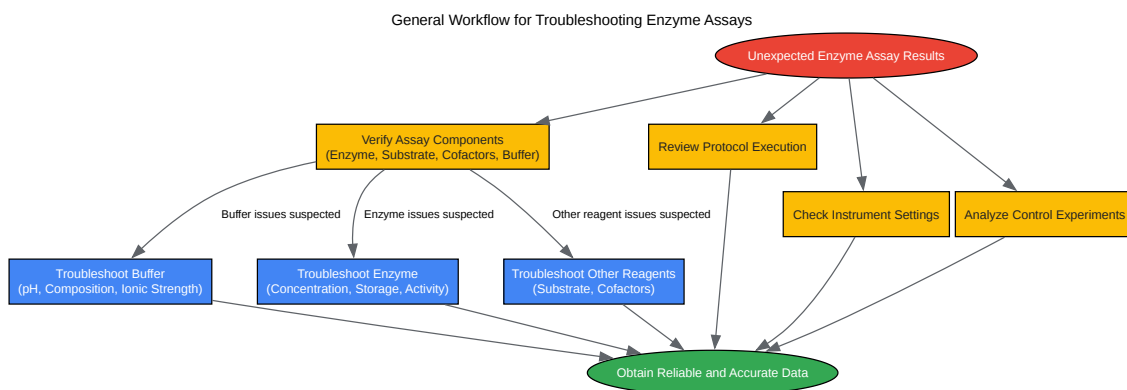 General Workflow for Troubleshooting Enzyme Assays
Unexpected Enzyme Assay Results
Verify Assay Components
(Enzyme, Substrate, Cofactors, Buffer)
Review Protocol Execution
Check Instrument Settings
Analyze Control Experiments
Buffer issues suspected
Enzyme issues suspected
Other reagent issues suspected
Troubleshoot Buffer
(pH, Composition, Ionic Strength)
Troubleshoot Enzyme
(Concentration, Storage, Activity)
Troubleshoot Other Reagents
(Substrate, Cofactors)
Obtain Reliable and Accurate Data